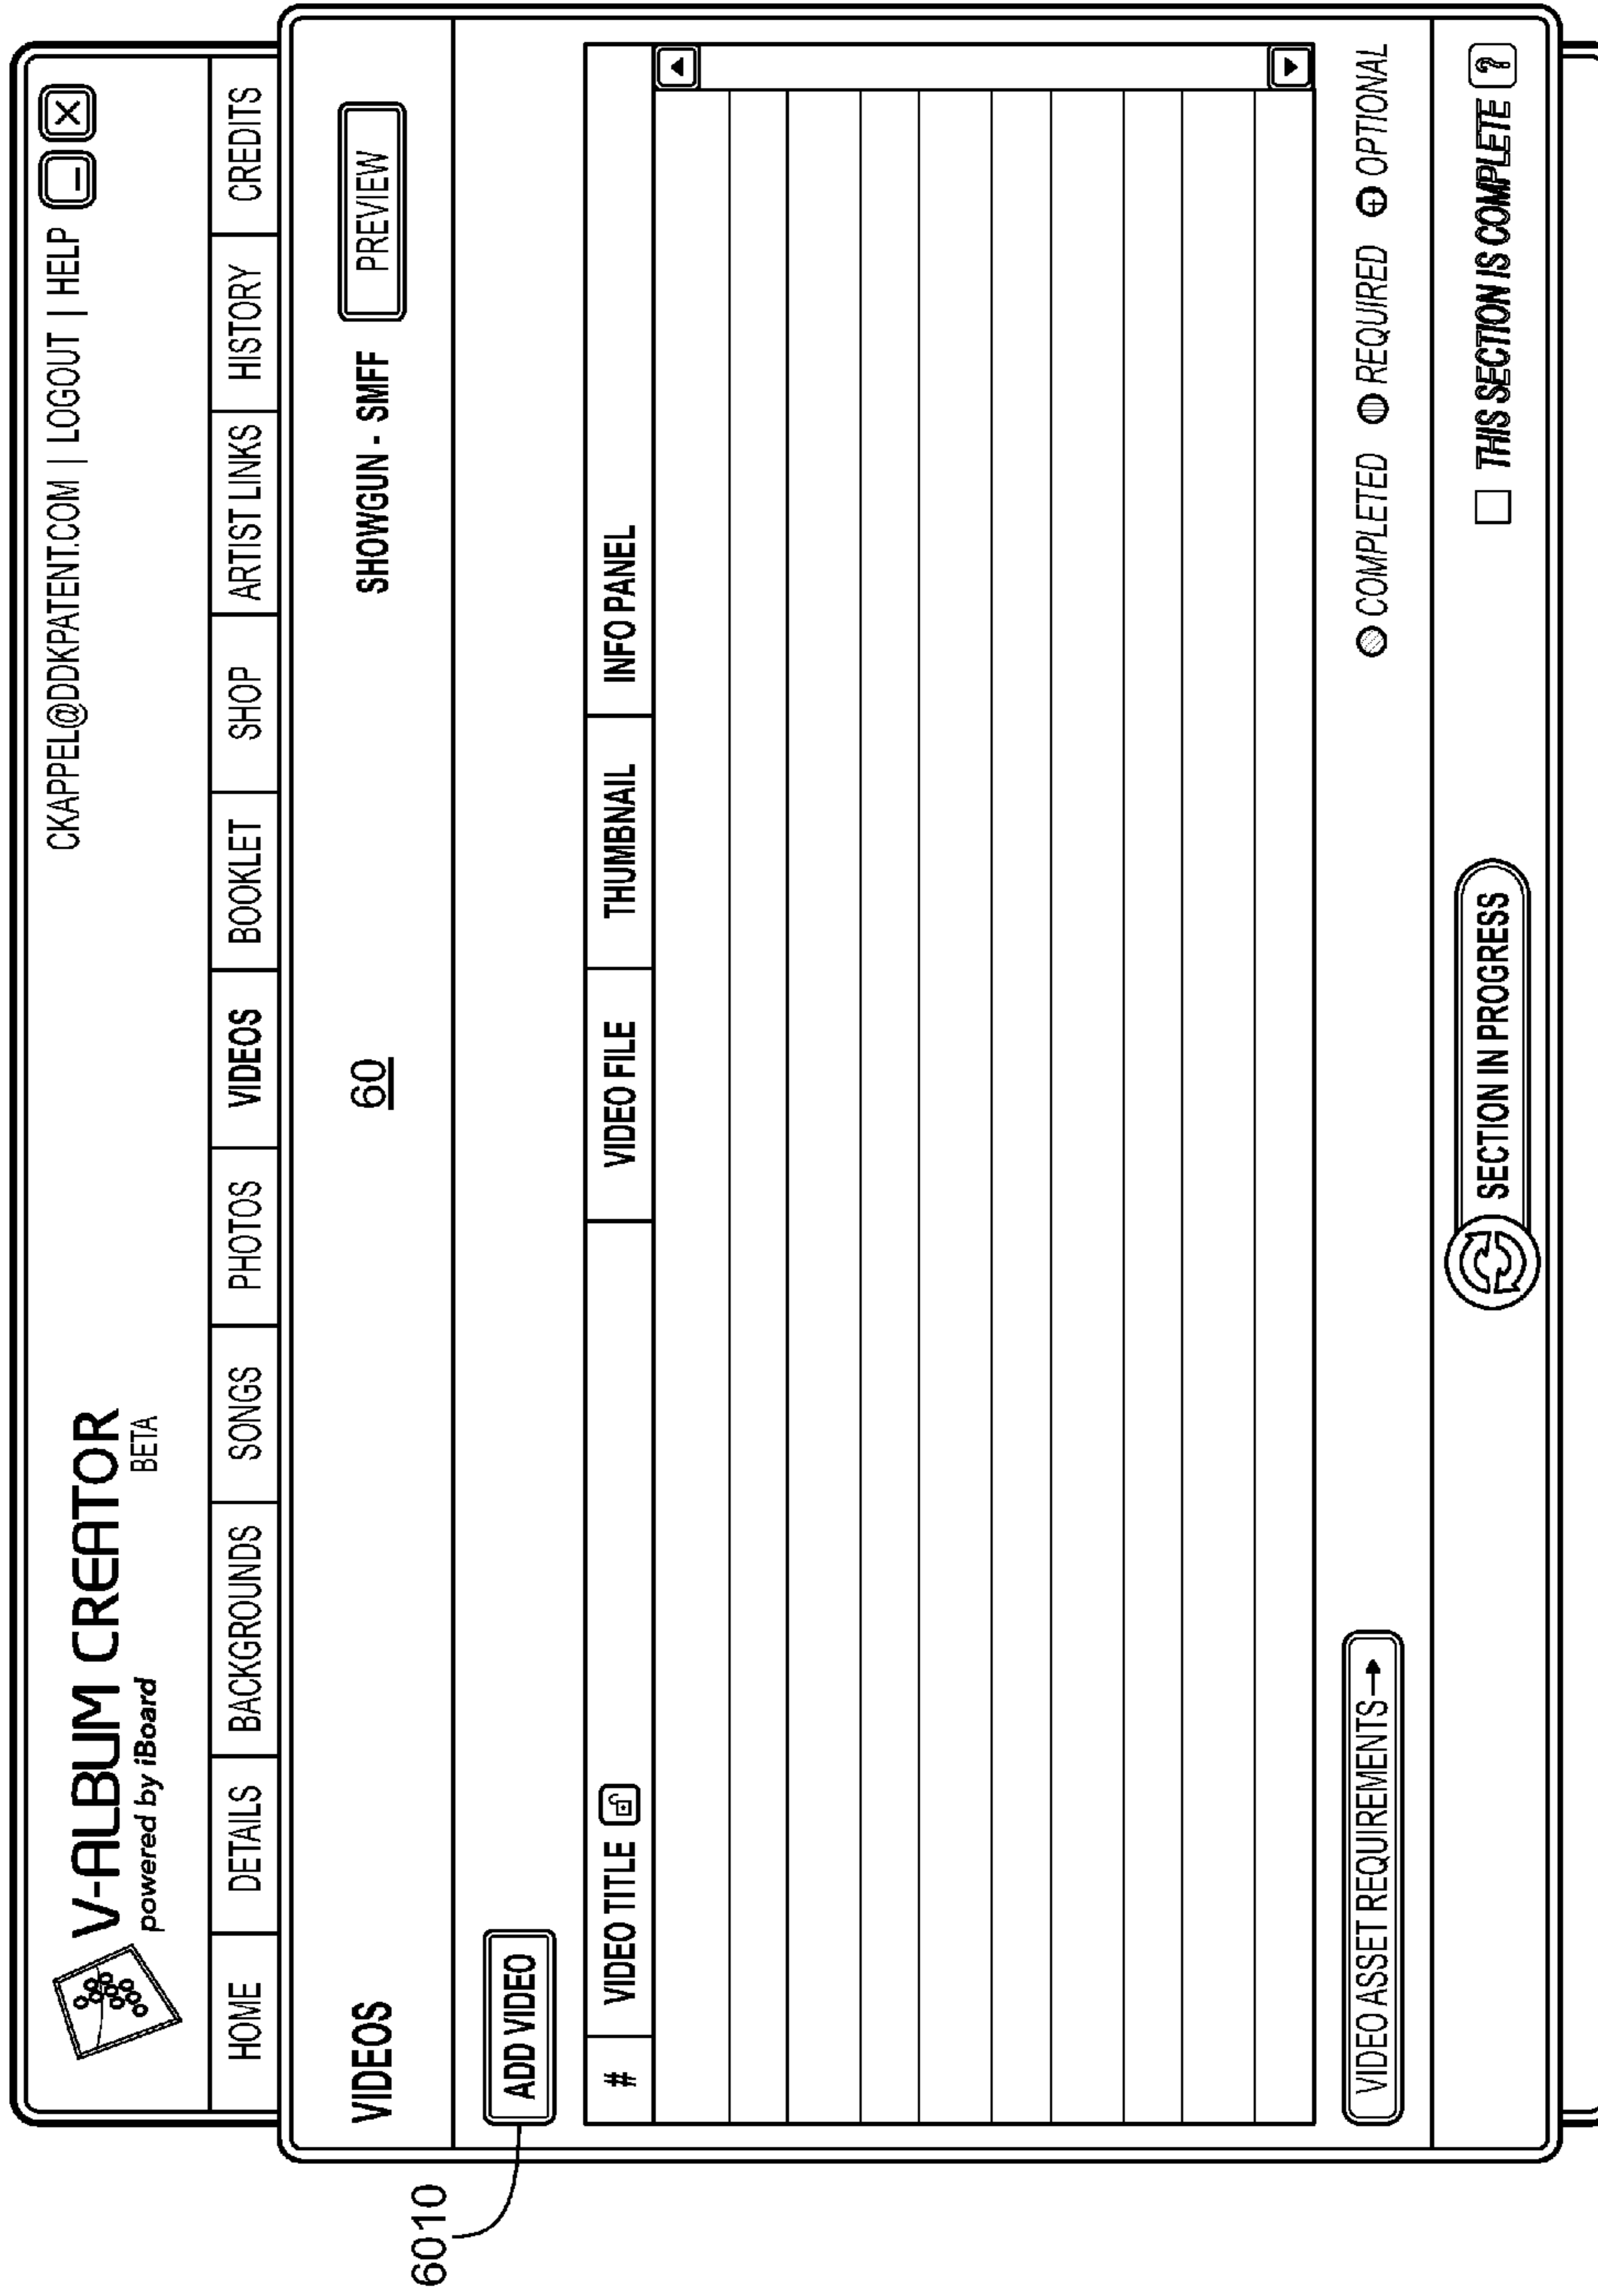 CKAPPEL@DDKPATENT.COM | LOGOUT | HELP
V-ALBUM CREATOR
powered by iBoard
BETA
HOME DETAILS BACKGROUNDS SONGS PHOTOS VIDEOS BOOKLET SHOP ARTIST LINKS HISTORY CREDITS
VIDEOS 60 SHOWGUN - SMFF PREVIEW
6010
ADD VIDEO
# VIDEO TITLE VIDEO FILE THUMBNAIL INFO PANEL
VIDEO ASSET REQUIREMENTS→ COMPLETED REQUIRED + OPTIONAL
SECTION IN PROGRESS THIS SECTION IS COMPLETE ?